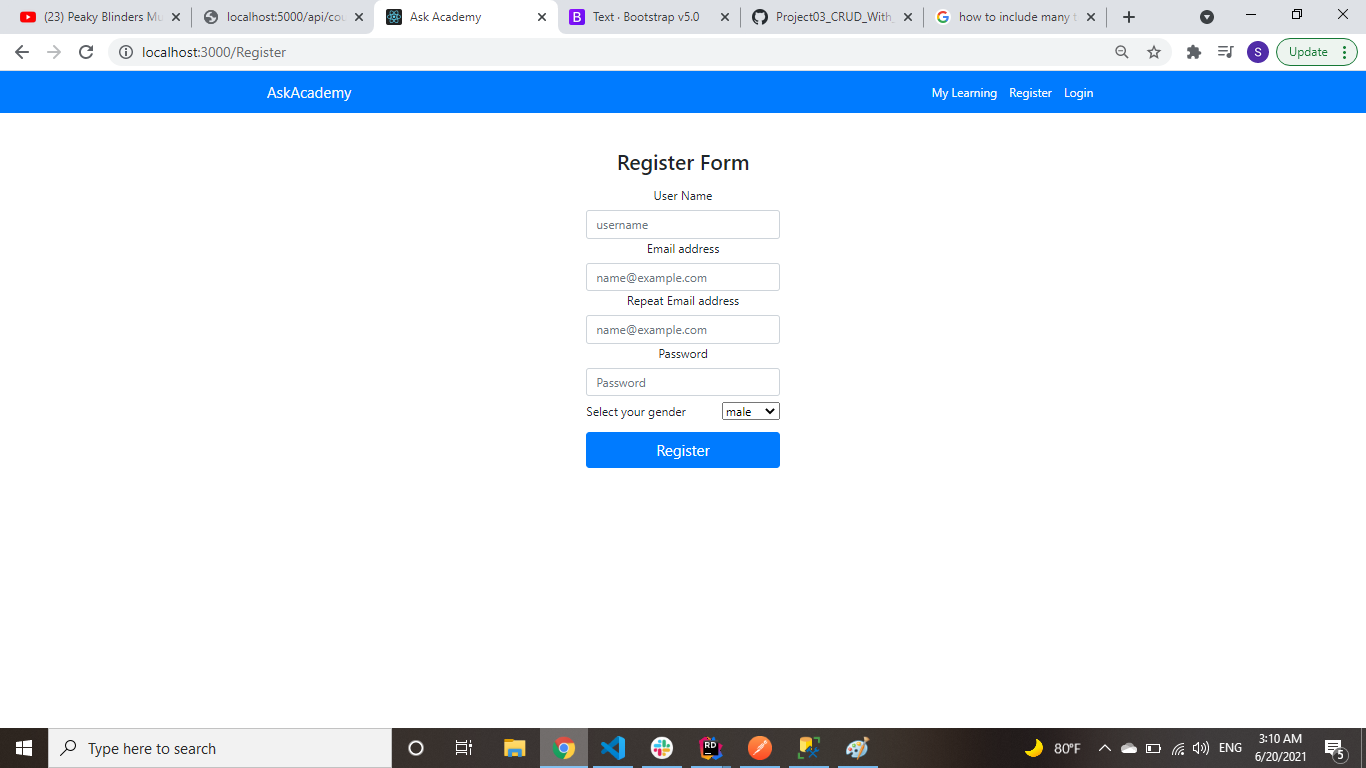 (23) Peaky Blinders Mu
localhost:5000/api/cou
Ask Academy
Text · Bootstrap v5.0
Project03_CRUD_With_
how to include many t
localhost:3000/Register
S
Update
AskAcademy
My Learning
Register
Login
Register Form
User Name
username
Email address
name@example.com
Repeat Email address
name@example.com
Password
Password
Select your gender
male
Register
Type here to search
RD
80°F
ENG
3:10 AM
6/20/2021
5